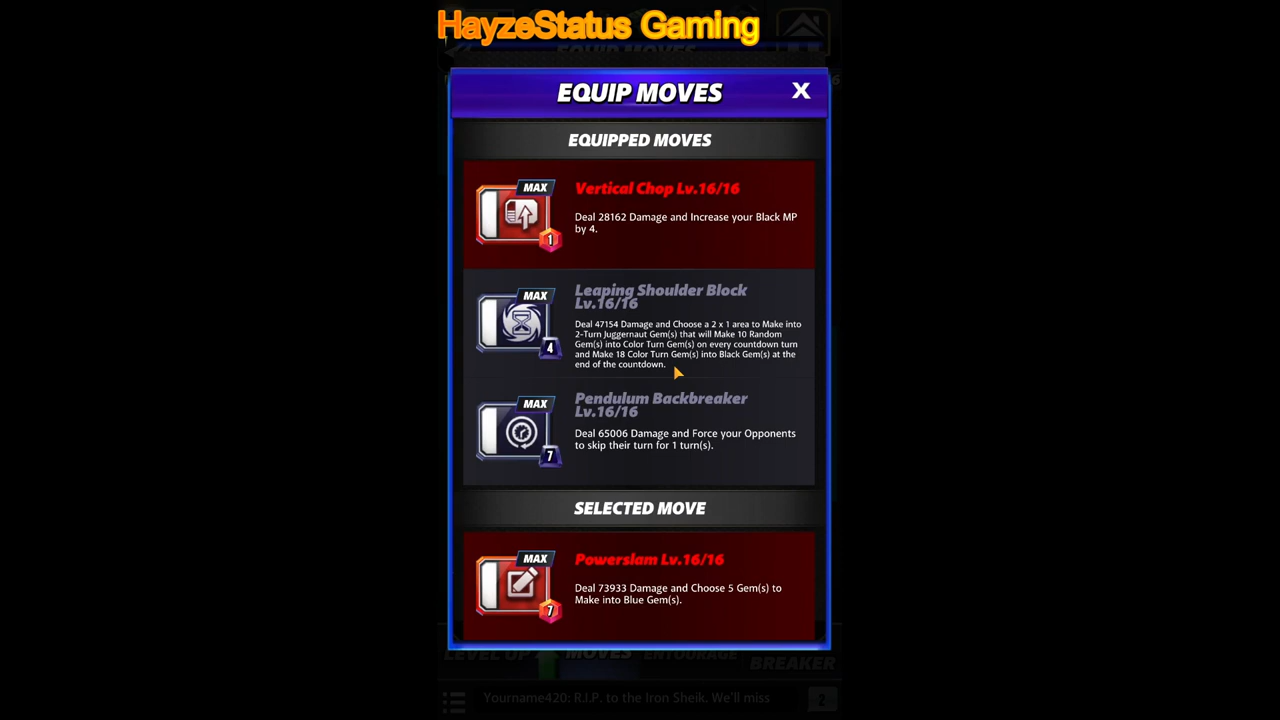 HayzeStatus Gaming
EQUIP MOVES
X
EQUIPPED MOVES
MAX
1
Vertical Chop Lv.16/16
Deal 28162 Damage and Increase your Black MP
by 4.
MAX
4
Leaping Shoulder Block
Lv.16/16
Deal 47154 Damage and Choose a 2 x 1 area to Make into
2-Turn Juggernaut Gem(s) that will Make 10 Random
Gem(s) into Color Turn Gem(s) on every countdown turn
and Make 18 Color Turn Gem(s) into Black Gem(s) at the
end of the countdown.
MAX
7
Pendulum Backbreaker
Lv.16/16
Deal 65006 Damage and Force your Opponents
to skip their turn for 1 turn(s).
SELECTED MOVE
MAX
7
Powerslam Lv.16/16
Deal 73933 Damage and Choose 5 Gem(s) to
Make into Blue Gem(s).
LEVEL UP MOVES ENTOURAGE BREAKER
Yourname420: R.I.P. to the Iron Sheik. We'll miss
2